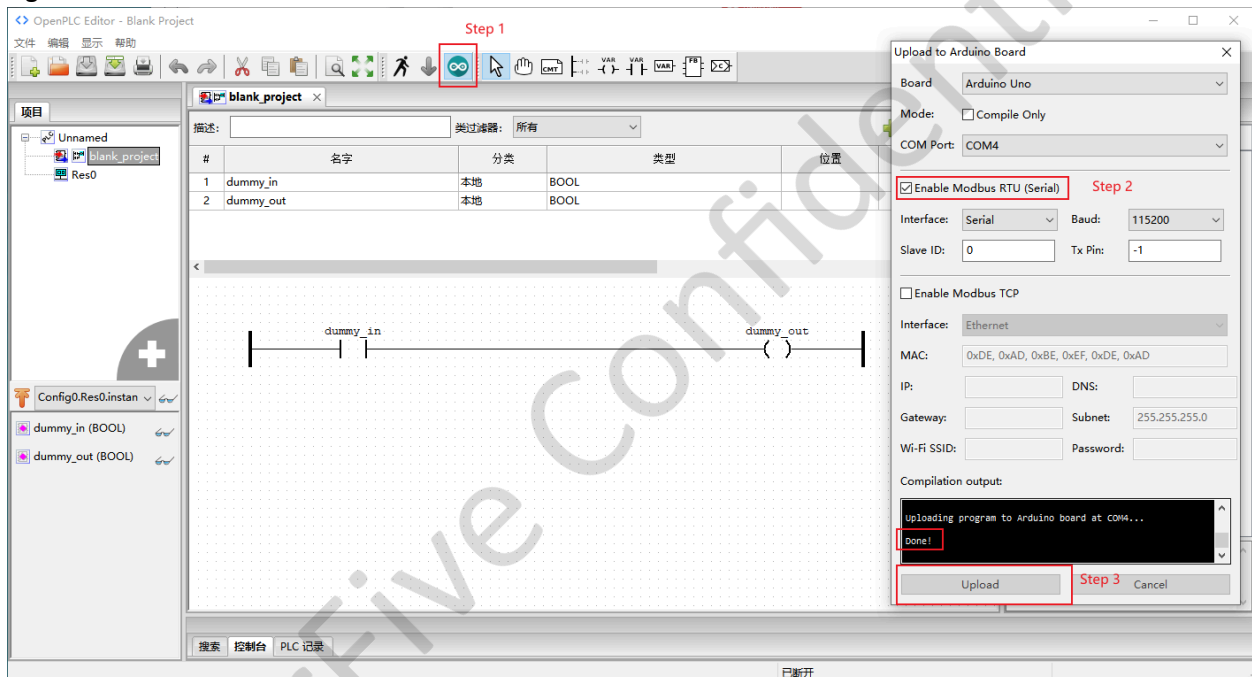 OpenPLC Editor - Blank Project
Step 1
文件 编辑 显示 帮助
CMT VAR VAR VAR FB
项目
Unnamed
blank_project
Res0
blank_project
描述:
类过滤器: 所有
# 名字 分类 类型 位置
1 dummy_in 本地 BOOL
2 dummy_out 本地 BOOL
dummy_in dummy_out
Config0.Res0.instan
dummy_in (BOOL)
dummy_out (BOOL)
搜索 控制台 PLC 记录
已断开
Upload to Arduino Board
Board Arduino Uno
Mode: Compile Only
COM Port: COM4
Enable Modbus RTU (Serial) Step 2
Interface: Serial Baud: 115200
Slave ID: 0 Tx Pin: -1
Enable Modbus TCP
Interface: Ethernet
MAC: 0xDE, 0xAD, 0xBE, 0xEF, 0xDE, 0xAD
IP: DNS:
Gateway: Subnet: 255.255.255.0
Wi-Fi SSID: Password:
Compilation output:
Uploading program to Arduino board at COM4...
Done!
Upload Step 3 Cancel